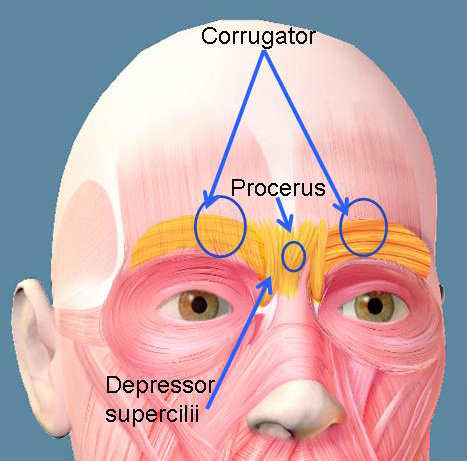 Corrugator
Procerus
Depressor
supercilii